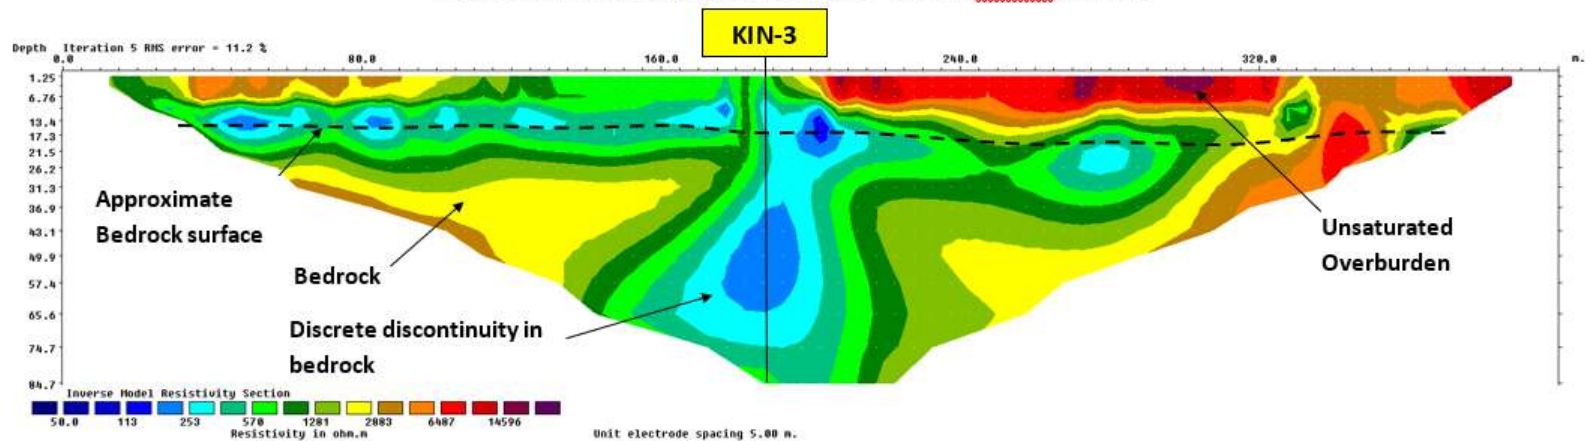 KIN-3
Depth Iteration 5 RMS error = 11.2 %
0.0 80.0 160.0 240.0 320.0 m.
1.25
6.76
13.4
17.3
21.5
26.2
31.3
36.9
43.1
49.9
57.4
65.6
74.7
84.7
Approximate
Bedrock surface
Bedrock
Discrete discontinuity in
bedrock
Unsaturated
Overburden
Inverse Model Resistivity Section
50.0 113 253 570 1281 2883 6487 14596
Resistivity in ohm.m
Unit electrode spacing 5.00 m.